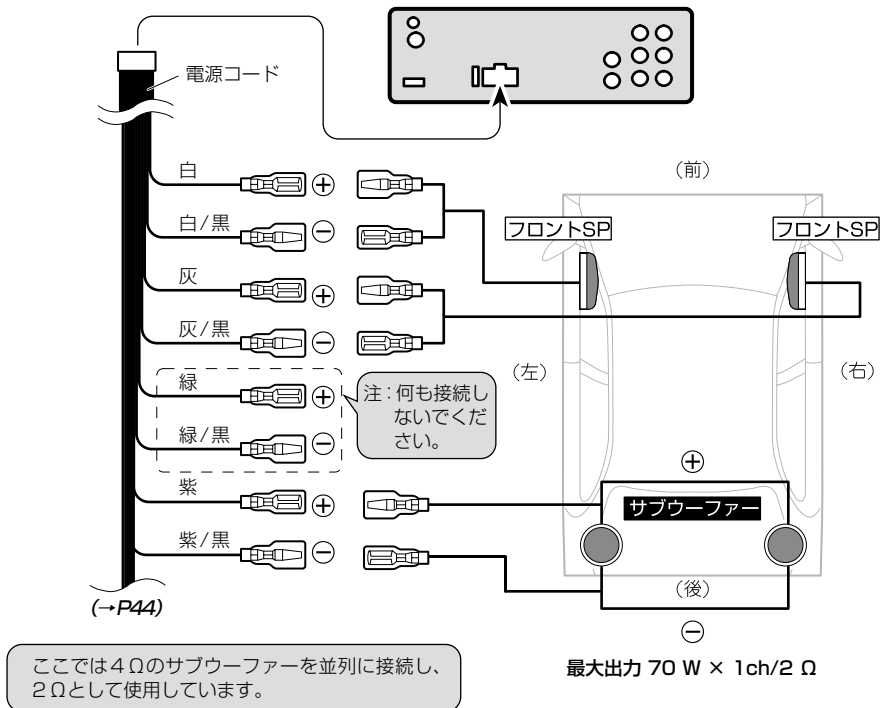 電源コード
白
⊕
白/黒
⊖
灰
⊕
灰/黒
⊖
緑
⊕
緑/黒
⊖
紫
⊕
紫/黒
⊖
(→P44)
注:何も接続し
ないでくだ
さい。
(前)
フロントSP
フロントSP
(左)
(右)
⊕
サブウーファー
(後)
⊖
最大出力 70 W × 1ch/2 Ω
ここでは4Ωのサブウーファーを並列に接続し、
2Ωとして使用しています。